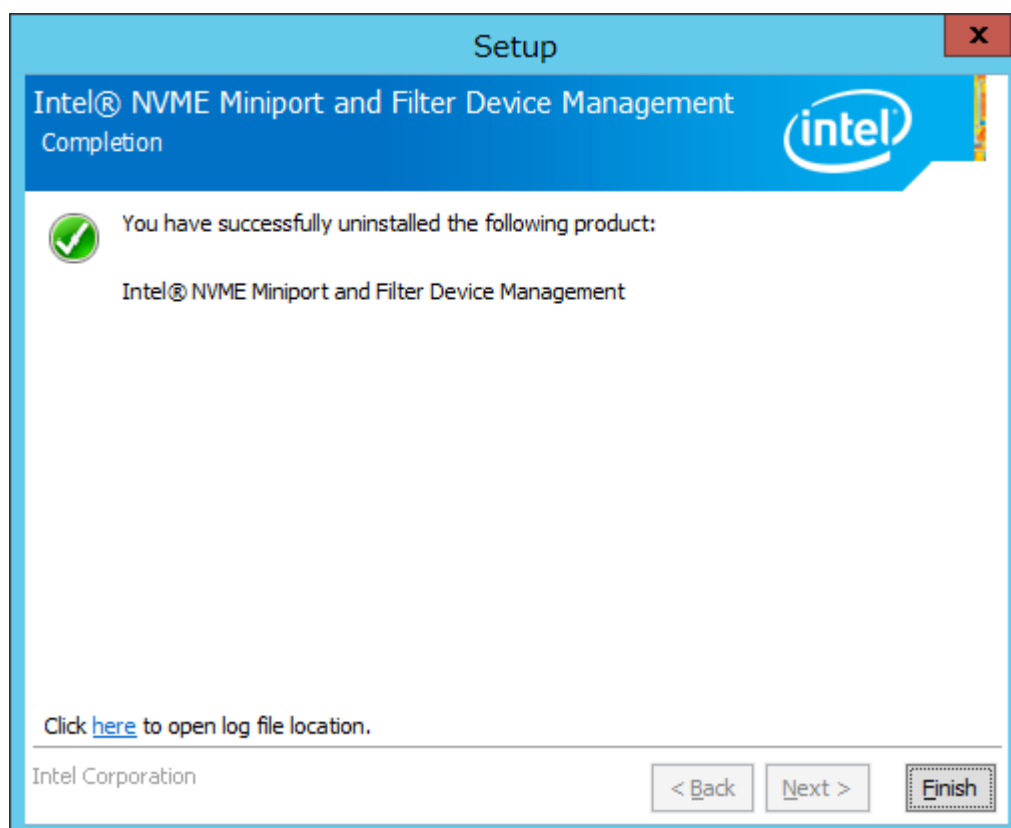 Setup
x
Intel® NVME Miniport and Filter Device Management
Completion
intel
You have successfully uninstalled the following product:
Intel® NVME Miniport and Filter Device Management
Click here to open log file location.
Intel Corporation
< Back Next > Finish